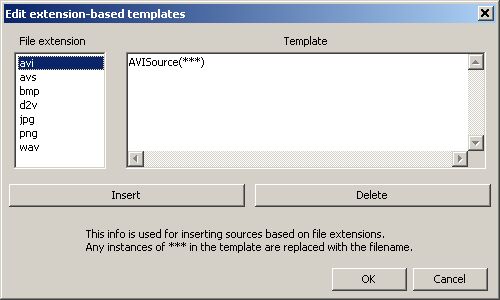 Edit extension-based templates
File extension
Template
avi
avs
bmp
d2v
jpg
png
wav
AVISource(***)
Insert
Delete
This info is used for inserting sources based on file extensions.
Any instances of *** in the template are replaced with the filename.
OK
Cancel